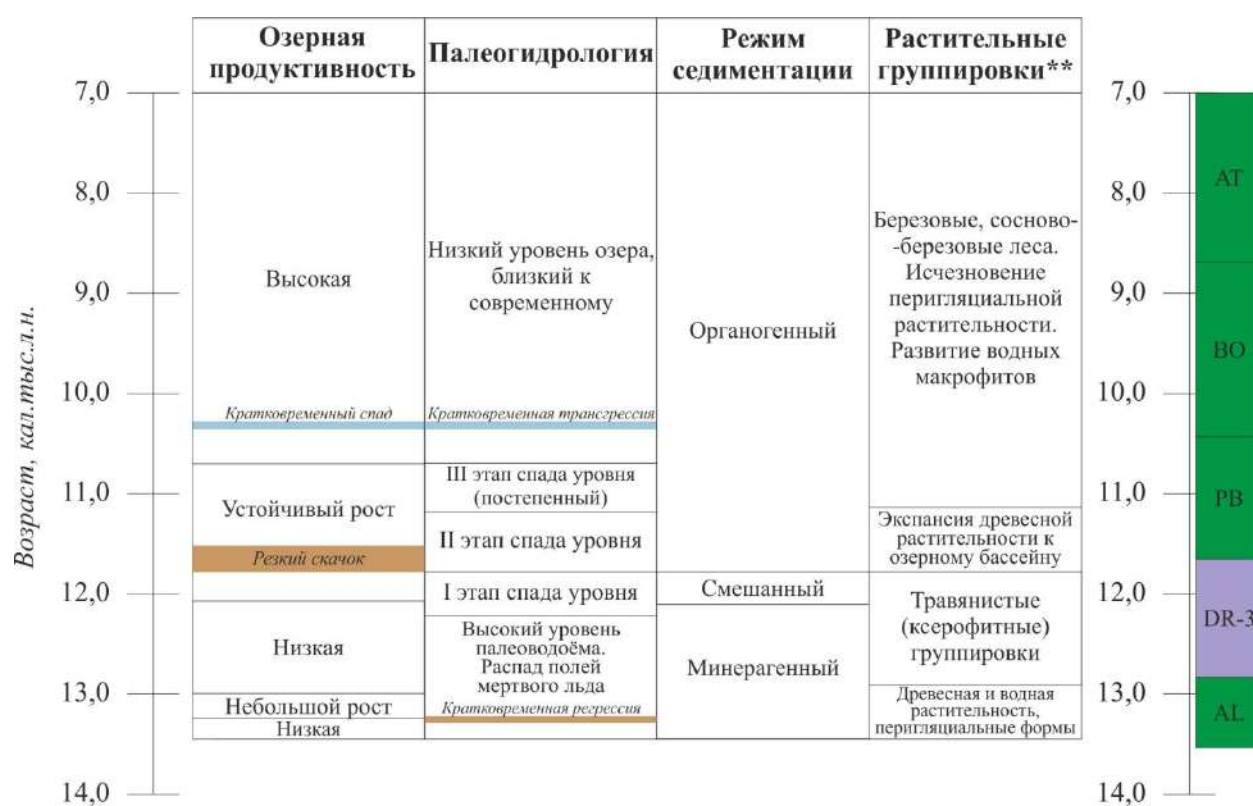 Озерная
продуктивность
Палеогидрология
Режим
седиментации
Растительные
группировки**
Возраст, кал.тыс.л.н.
7,0
8,0
9,0
10,0
11,0
12,0
13,0
14,0
Высокая
Кратковременный спад
Устойчивый рост
Резкий скачок
Низкая
Небольшой рост
Низкая
Низкий уровень озера,
близкий к
современному
Кратковременная трансгрессия
III этап спада уровня
(постепенный)
II этап спада уровня
I этап спада уровня
Высокий уровень
палеоводоёма.
Распад полей
мертвого льда
Кратковременная регрессия
Органогенный
Смешанный
Минерагенный
Березовые, сосново-
-березовые леса.
Исчезновение
перигляциальной
растительности.
Развитие водных
макрофитов
Экспансия древесной
растительности к
озерному бассейну
Травянистые
(ксерофитные)
группировки
Древесная и водная
растительность,
перигляциальные формы
7,0
8,0
9,0
10,0
11,0
12,0
13,0
14,0
AT
BO
PB
DR-3
AL